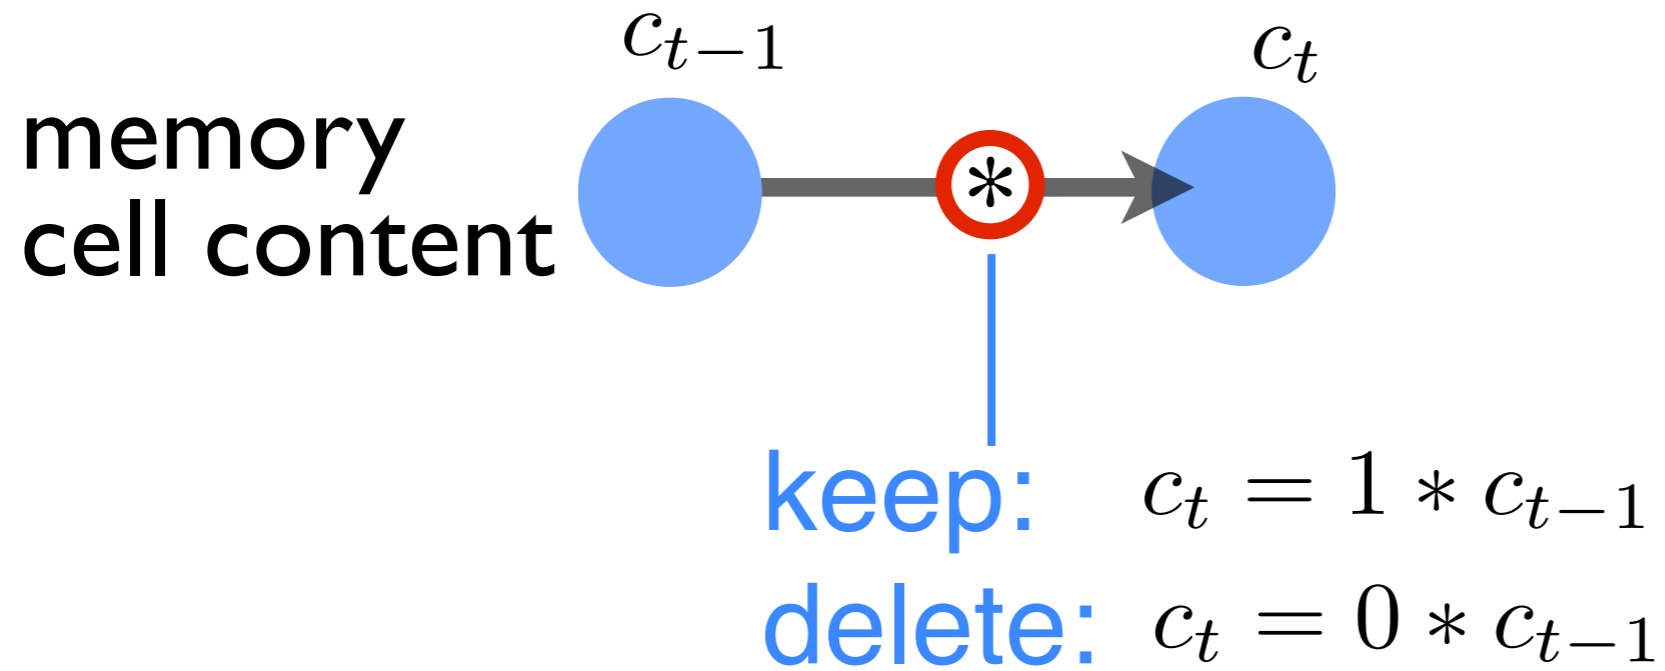 c_{t-1}
c_t
memory
cell content
*
keep: c_t = 1 * c_{t-1}
delete: c_t = 0 * c_{t-1}